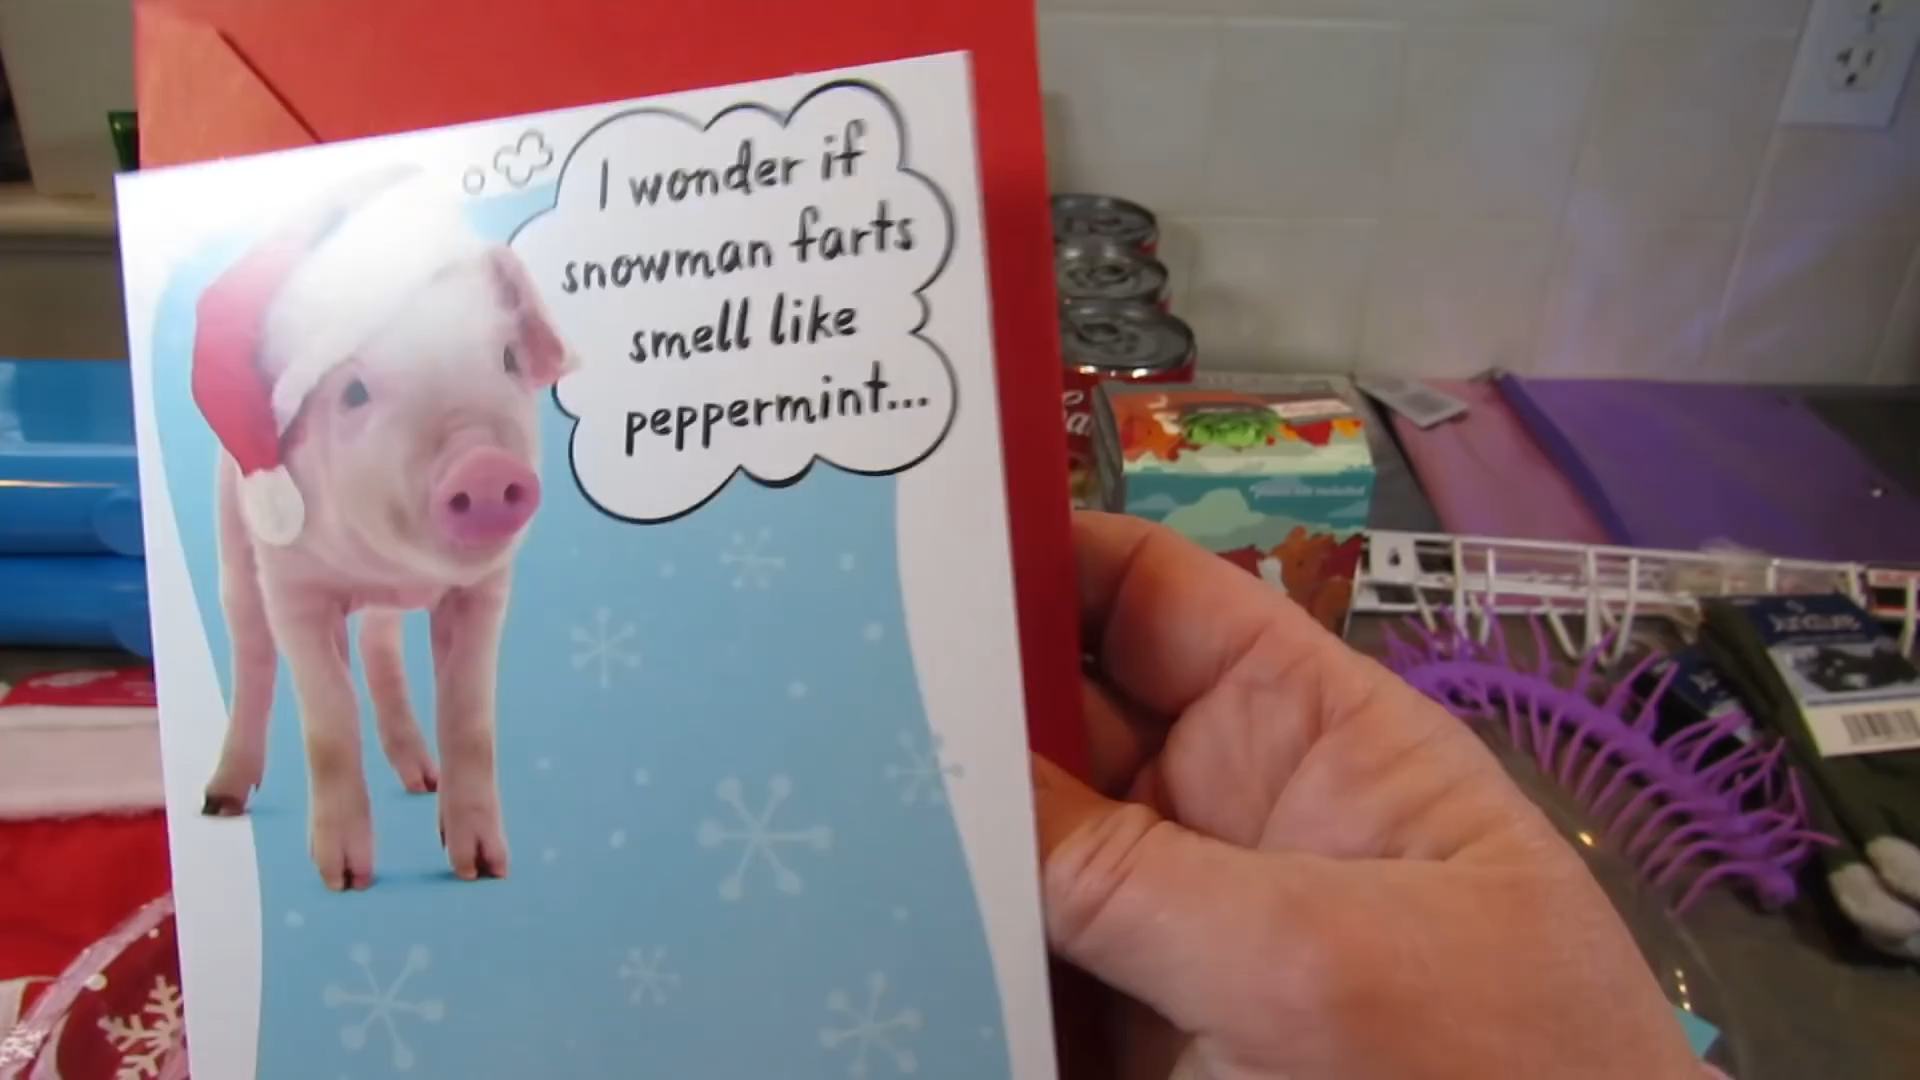 I wonder if
snowman farts
smell like
peppermint...